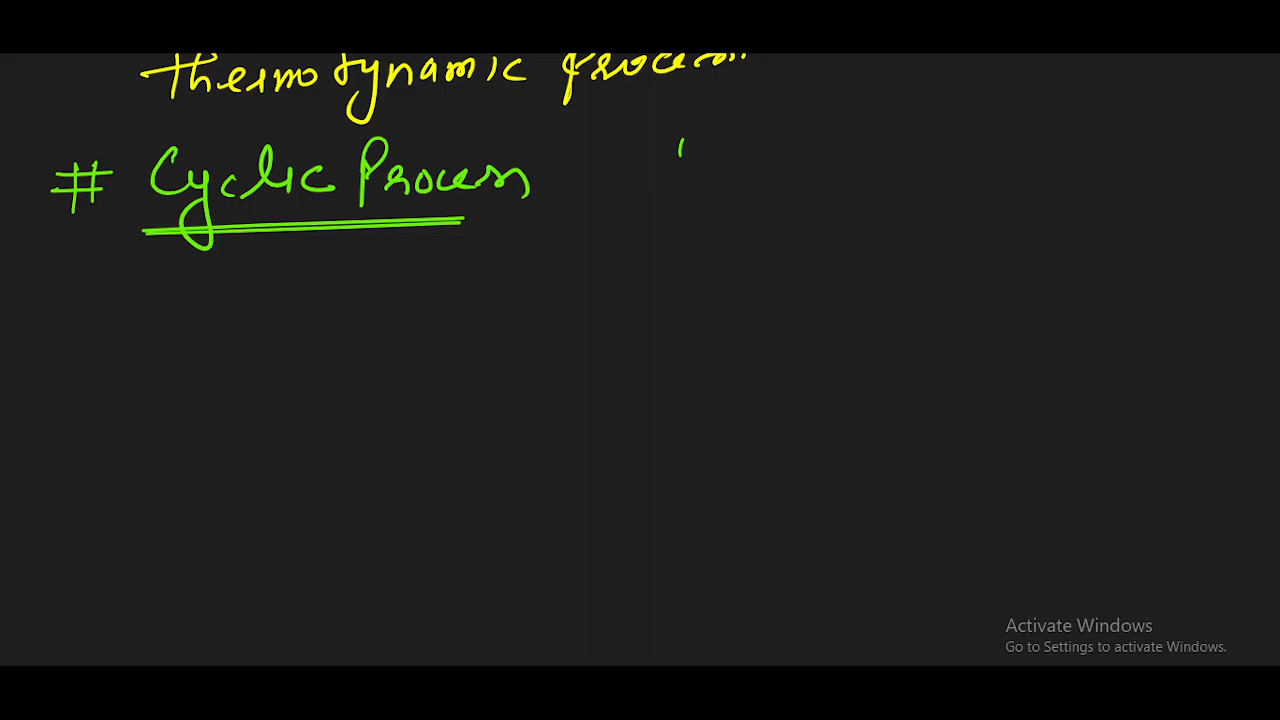 Thermodynamic Process
# Cyclic Process
Activate Windows
Go to Settings to activate Windows.